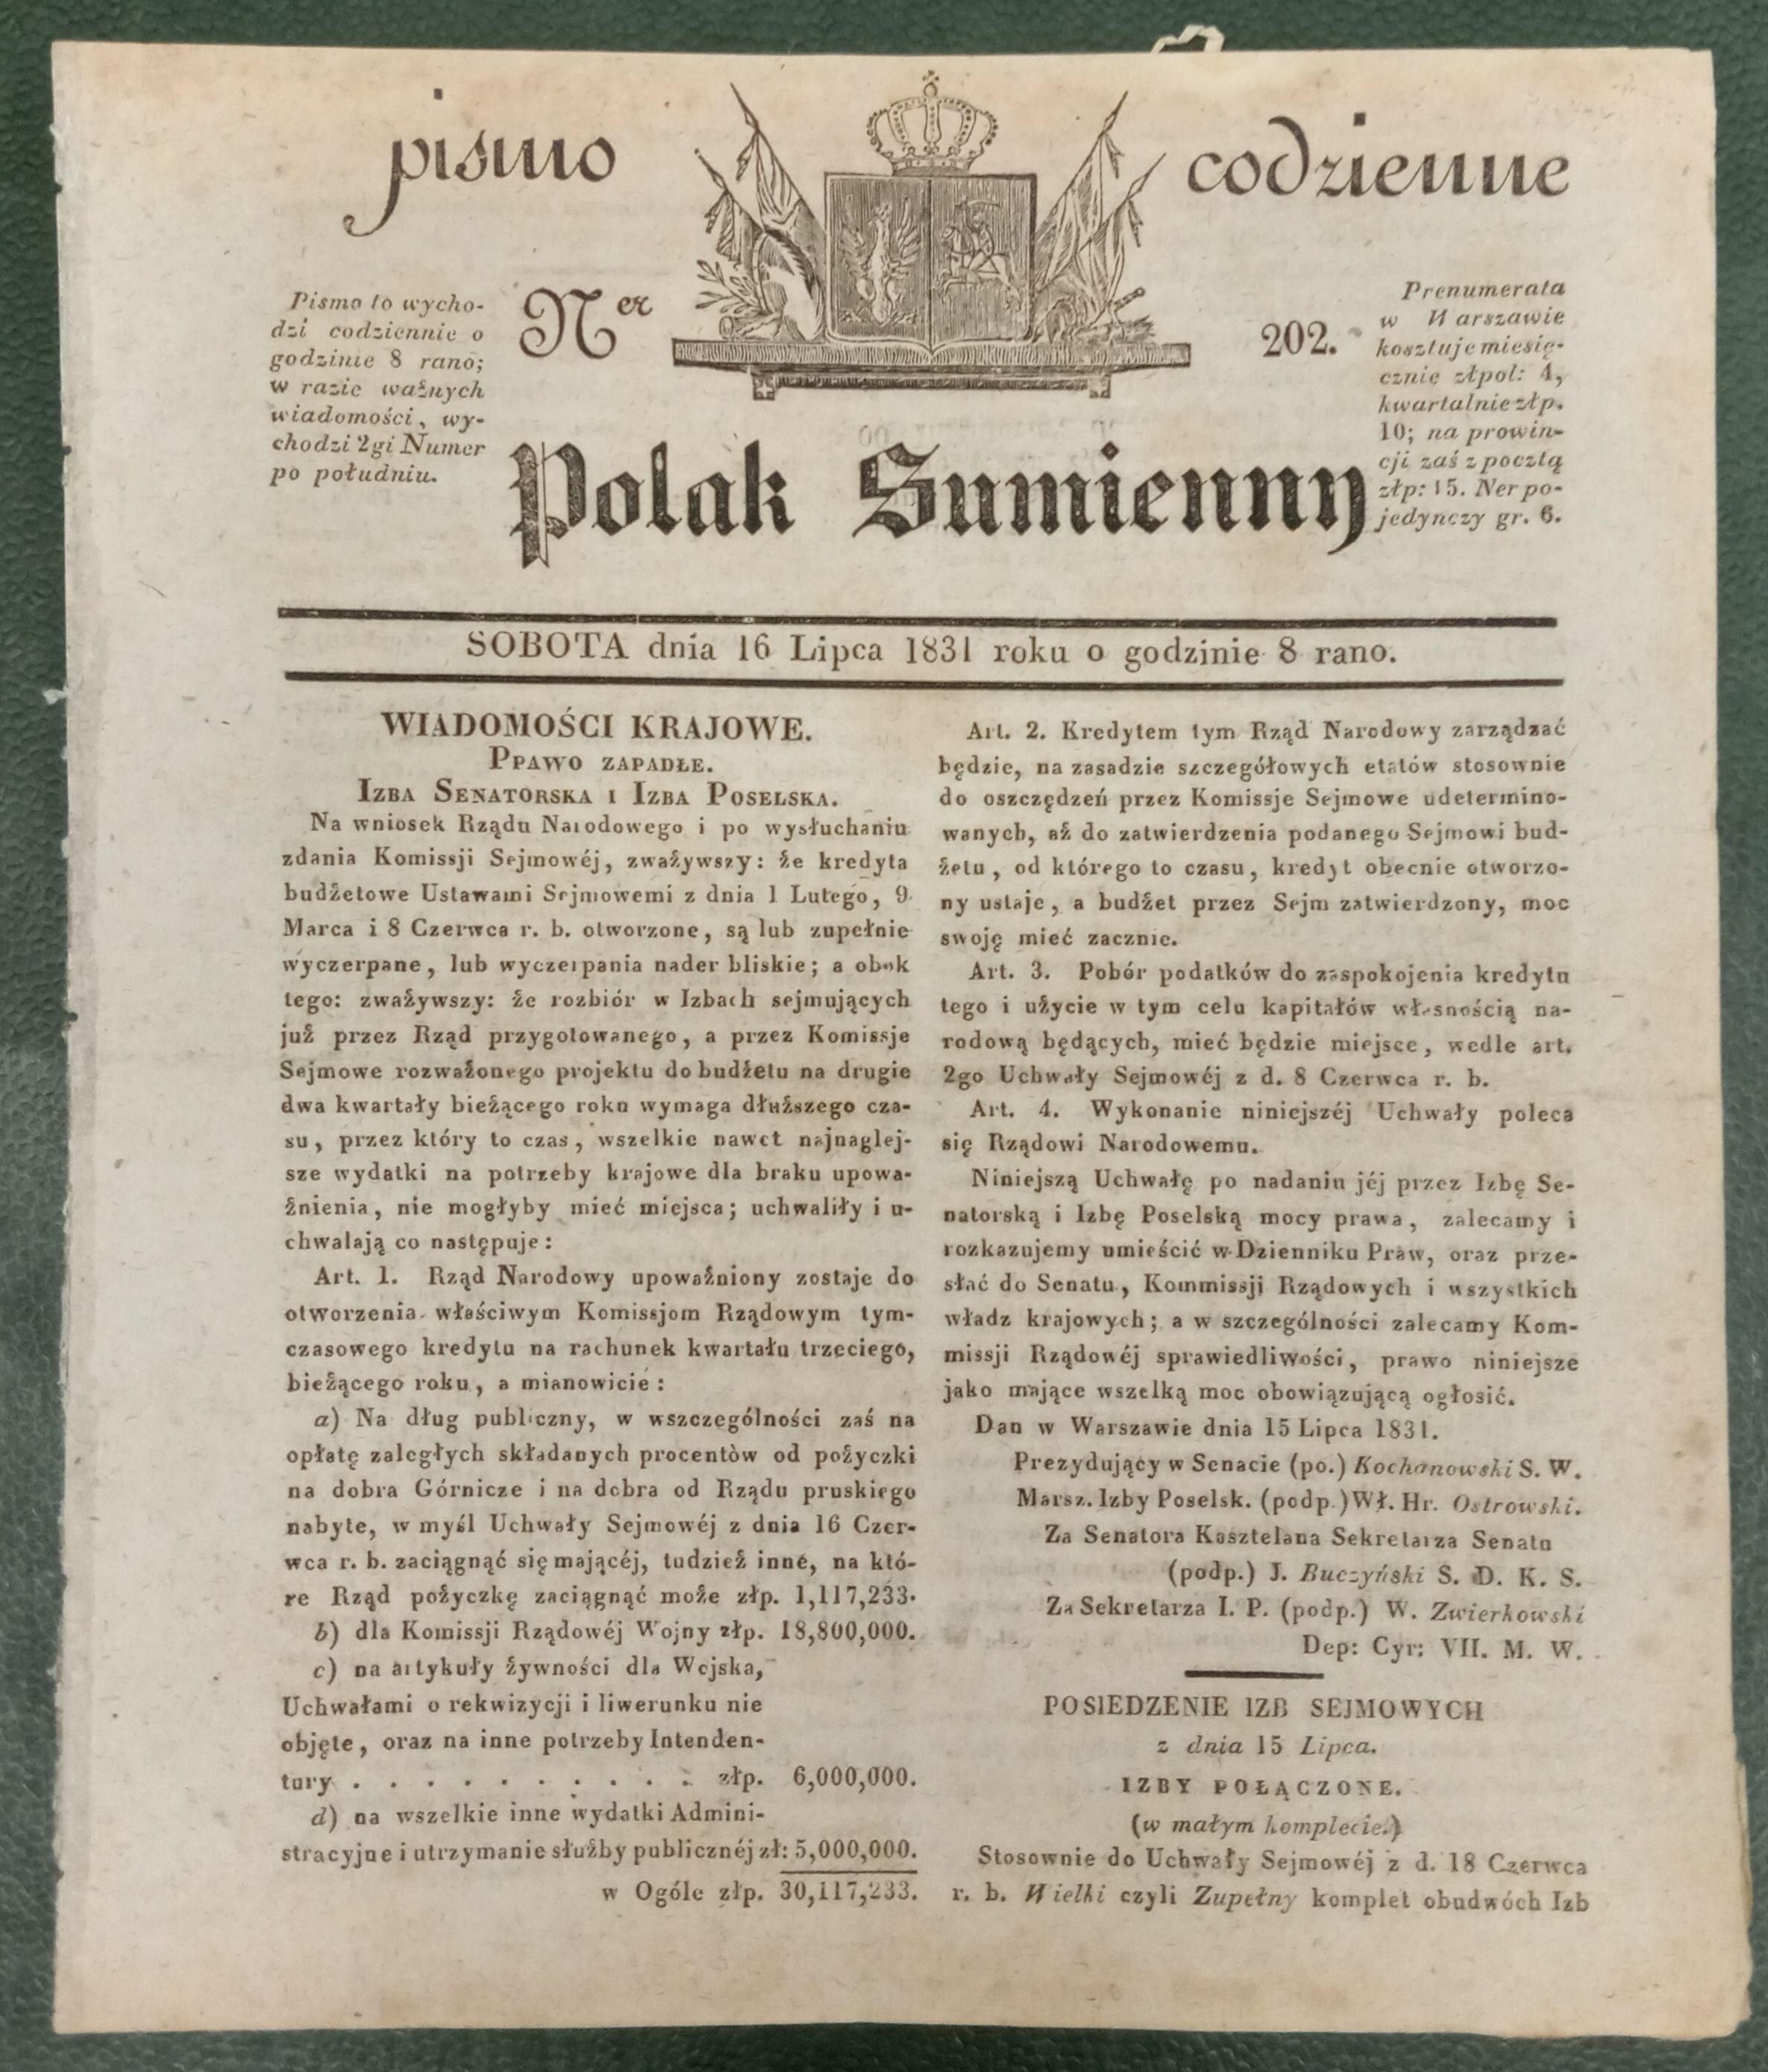 pismo codzienne
Pismo to wycho-
dzi codziennie o
godzinie 8 rano;
w razie ważnych
wiadomości, wy-
chodzi 2gi Numer
po południu.
Ner 202.
Prenumerata
w Warszawie
kosztuje miesię-
cznie złpol: 4,
kwartalnie złp.
10; na prowin-
cji zaś z pocztą
złp: 15. Ner po-
jedynczy gr. 6.
Polak Sumienny
SOBOTA dnia 16 Lipca 1831 roku o godzinie 8 rano.
WIADOMOŚCI KRAJOWE.
PPAWO ZAPADŁE.
IZBA SENATORSKA I IZBA POSELSKA.
Na wniosek Rządu Narodowego i po wysłuchaniu
zdania Komissji Sejmowéj, zważywszy: że kredyta
budżetowe Ustawami Sejmowemi z dnia 1 Lutego, 9
Marca i 8 Czerwca r. b. otworzone, są lub zupełnie
wyczerpane, lub wyczerpania nader bliskie; a obok
tego: zważywszy: że rozbiór w Izbach sejmujących
już przez Rząd przygotowanego, a przez Komissje
Sejmowe rozważonego projektu do budżetu na drugie
dwa kwartały bieżącego roku wymaga dłuższego cza-
su, przez który to czas, wszelkie nawet najnaglej-
sze wydatki na potrzeby krajowe dla braku upowa-
żnienia, nie mogłyby mieć miejsca; uchwaliły i u-
chwalają co następuje:
Art. 1. Rząd Narodowy upoważniony zostaje do
otworzenia właściwym Komissjom Rządowym tym-
czasowego kredytu na rachunek kwartału trzeciego,
bieżącego roku, a mianowicie:
a) Na dług publiczny, w wszczególności zaś na
opłatę zaległych składanych procentòw od pożyczki
na dobra Górnicze i na dobra od Rządu pruskiego
nabyte, w myśl Uchwały Sejmowéj z dnia 16 Czer-
wca r. b. zaciągnąć się mającéj, tudzież inne, na któ-
re Rząd pożyczkę zaciągnąć może złp. 1,117,233.
b) dla Komissji Rządowéj Wojny złp. 18,800,000.
c) na artykuły żywności dla Wojska,
Uchwałami o rekwizycji i liwerunku nie
objęte, oraz na inne potrzeby Intenden-
tury . . . . . . . . . . złp. 6,000,000.
d) na wszelkie inne wydatki Admini-
stracyjne i utrzymanie służby publicznéj zł: 5,000,000.
w Ogóle złp. 30,117,233.
Art. 2. Kredytem tym Rząd Narodowy zarządzać
będzie, na zasadzie szczegółowych etatów stosownie
do oszczędzeń przez Komissje Sejmowe udetermino-
wanych, aż do zatwierdzenia podanego Sejmowi bud-
żetu, od którego to czasu, kredyt obecnie otworzo-
ny ustaje, a budżet przez Sejm zatwierdzony, moc
swoję mieć zacznie.
Art. 3. Pobór podatków do zaspokojenia kredytu
tego i użycie w tym celu kapitałów własnością na-
rodową będących, mieć będzie miejsce, wedle art.
2go Uchwały Sejmowéj z d. 8 Czerwca r. b.
Art. 4. Wykonanie niniejszéj Uchwały poleca
się Rządowi Narodowemu.
Niniejszą Uchwałę po nadaniu jéj przez Izbę Se-
natorską i Izbę Poselską mocy prawa, zalecamy i
rozkazujemy umieścić w Dzienniku Praw, oraz prze-
słać do Senatu, Kommissji Rządowych i wszystkich
władz krajowych; a w szczególności zalecamy Kom-
missji Rządowéj sprawiedliwości, prawo niniejsze
jako mające wszelką moc obowiązującą ogłosić.
Dan w Warszawie dnia 15 Lipca 1831.
Prezydujący w Senacie (po.) Kochanowski S. W.
Marsz. Izby Poselsk. (podp.) Wł. Hr. Ostrowski.
Za Senatora Kasztelana Sekretarza Senatu
(podp.) J. Buczyński S. D. K. S.
Za Sekretarza I. P. (podp.) W. Zwierkowski
Dep: Cyr: VII. M. W.
POSIEDZENIE IZB SEJMOWYCH
z dnia 15 Lipca.
IZBY POŁĄCZONE.
(w małym komplecie.)
Stosownie do Uchwały Sejmowéj z d. 18 Czerwca
r. b. Wielki czyli Zupełny komplet obudwóch Izb